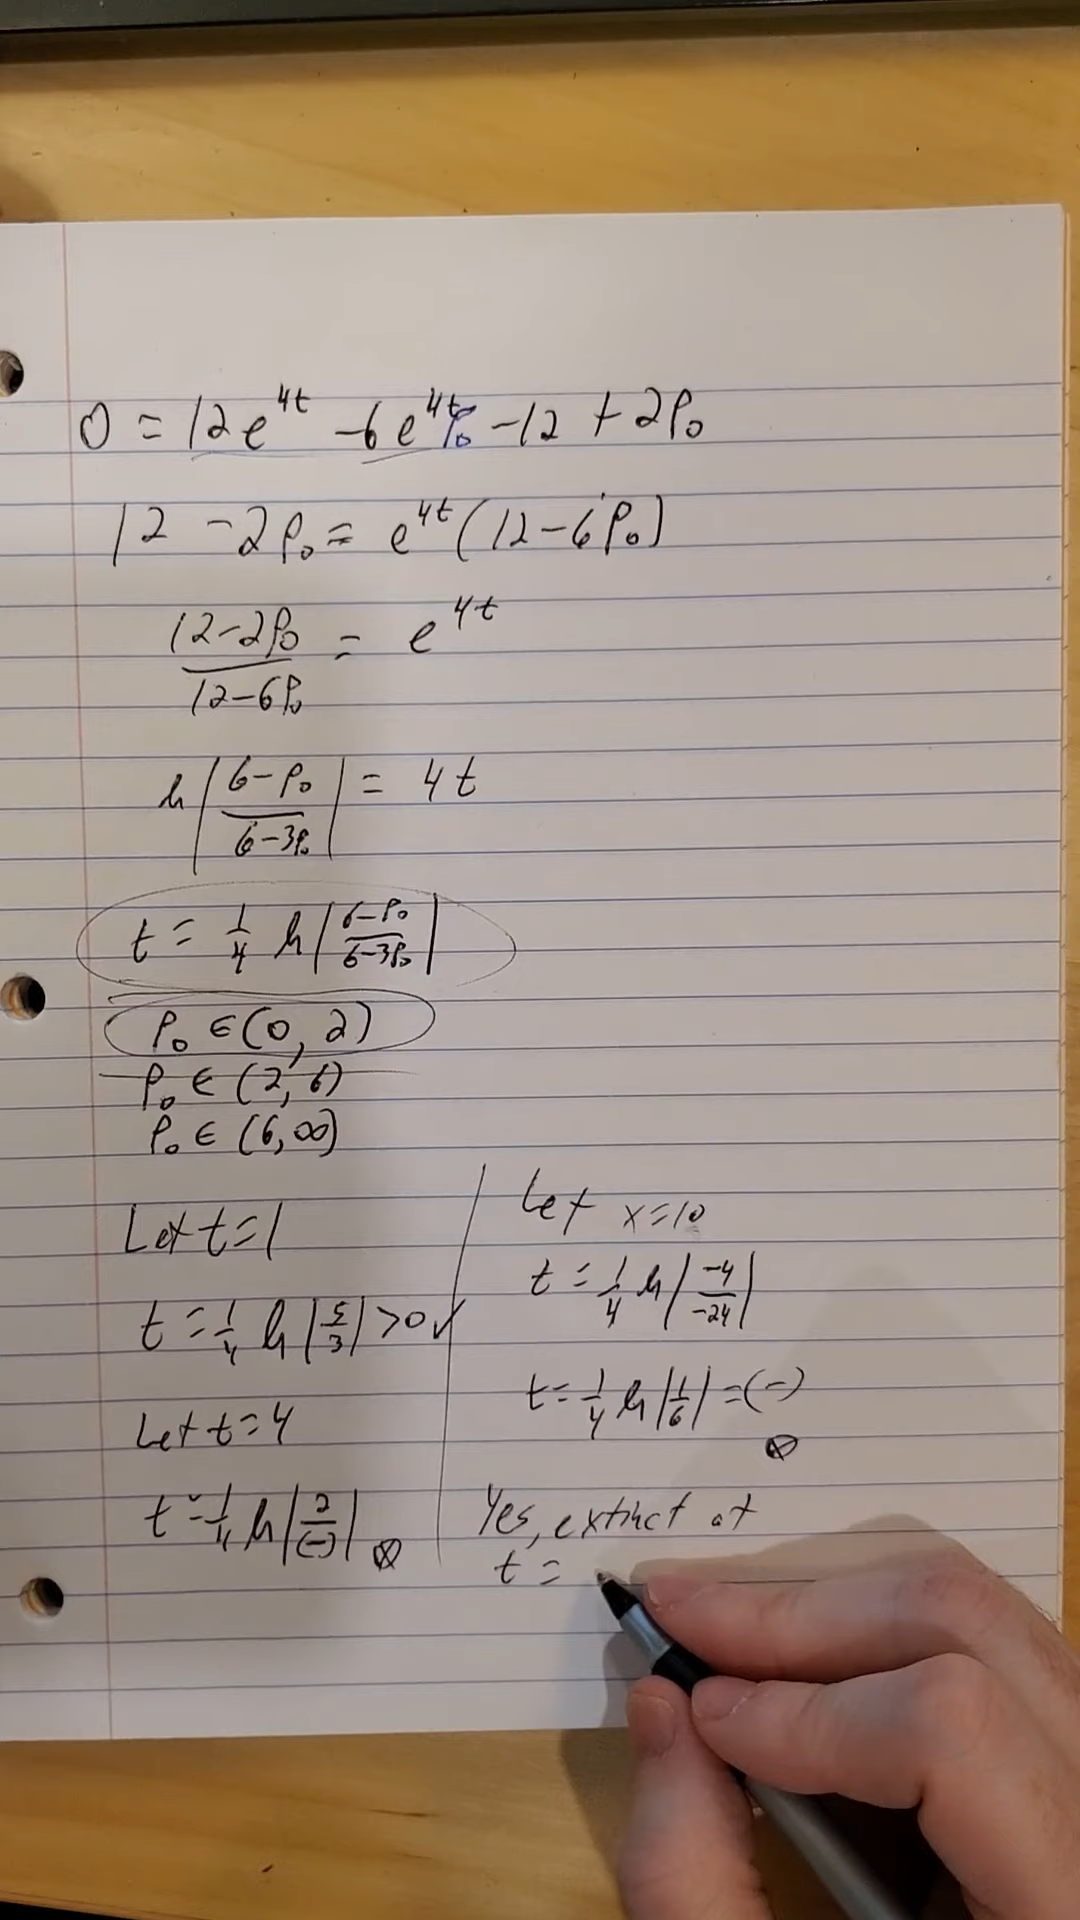 0 = 12e^{4t} - 6e^{4t}P₀ - 12 + 2P₀
12 - 2P₀ = e^{4t}(12 - 6P₀)
(12 - 2P₀)/(12 - 6P₀) = e^{4t}
ln|(6 - P₀)/(6 - 3P₀)| = 4t
t = 1/4 ln|(6 - P₀)/(6 - 3P₀)|
P₀ ∈ (0, 2)
P₀ ∈ (2, 6)
P₀ ∈ (6, ∞)
Let t = 1
t = 1/4 ln|5/3| > 0 ✓
Let t = 4
t = 1/4 ln|2/(-)| ⊗
Let x = 10
t = 1/4 ln|-4/-24|
t = 1/4 ln|1/6| = (-)
⊗
Yes, extinct at
t =